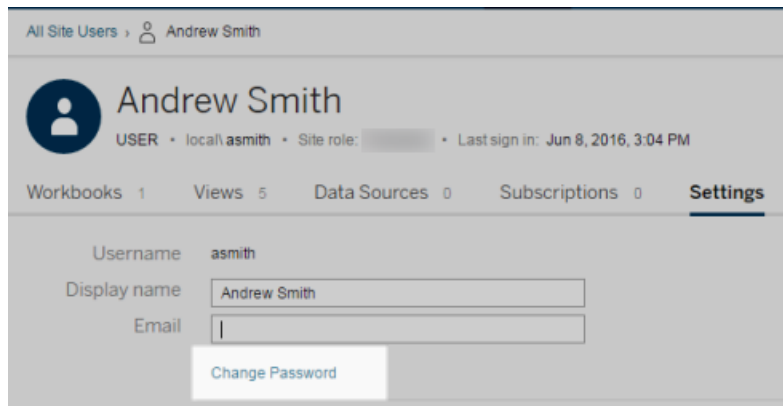 All Site Users › Andrew Smith
Andrew Smith
USER • local\asmith • Site role: • Last sign in: Jun 8, 2016, 3:04 PM
Workbooks 1 Views 5 Data Sources 0 Subscriptions 0 Settings
Username asmith
Display name Andrew Smith
Email
Change Password